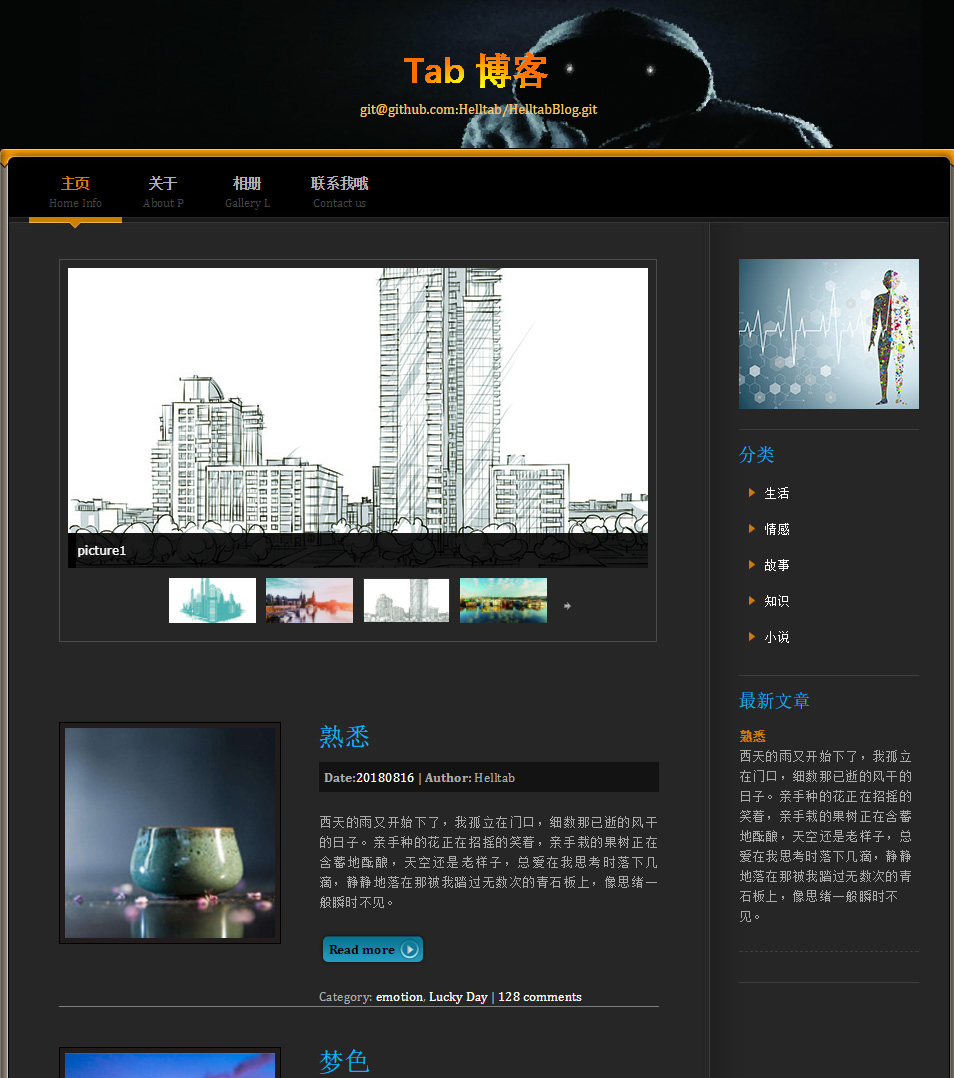 Tab 博客
git@github.com:Helltab/HelltabBlog.git
主页
Home Info
关于
About P
相册
Gallery L
联系我哦
Contact us
picture1
分类
生活
情感
故事
知识
小说
最新文章
熟悉
西天的雨又开始下了，我孤立
在门口，细数那已逝的风干的
日子。亲手种的花正在招摇的
笑着，亲手栽的果树正在含蓄
地酝酿，天空还是老样子，总
爱在我思考时落下几滴，静静
地落在那被我踏过无数次的青
石板上，像思绪一般瞬时不
见。
熟悉
Date:20180816 | Author: Helltab
西天的雨又开始下了，我孤立在门口，细数那已逝的风干
的日子。亲手种的花正在招摇的笑着，亲手栽的果树正在
含蓄地酝酿，天空还是老样子，总爱在我思考时落下几
滴，静静地落在那被我踏过无数次的青石板上，像思绪一
般瞬时不见。
Read more
Category: emotion, Lucky Day | 128 comments
梦色